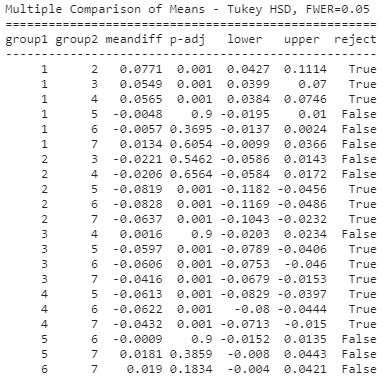 Multiple Comparison of Means - Tukey HSD, FWER=0.05
====================================================
group1 group2 meandiff p-adj lower upper reject
----------------------------------------------------
1 2 0.0771 0.001 0.0427 0.1114 True
1 3 0.0549 0.001 0.0399 0.07 True
1 4 0.0565 0.001 0.0384 0.0746 True
1 5 -0.0048 0.9 -0.0195 0.01 False
1 6 -0.0057 0.3695 -0.0137 0.0024 False
1 7 0.0134 0.6054 -0.0099 0.0366 False
2 3 -0.0221 0.5462 -0.0586 0.0143 False
2 4 -0.0206 0.6564 -0.0584 0.0172 False
2 5 -0.0819 0.001 -0.1182 -0.0456 True
2 6 -0.0828 0.001 -0.1169 -0.0486 True
2 7 -0.0637 0.001 -0.1043 -0.0232 True
3 4 0.0016 0.9 -0.0203 0.0234 False
3 5 -0.0597 0.001 -0.0789 -0.0406 True
3 6 -0.0606 0.001 -0.0753 -0.046 True
3 7 -0.0416 0.001 -0.0679 -0.0153 True
4 5 -0.0613 0.001 -0.0829 -0.0397 True
4 6 -0.0622 0.001 -0.08 -0.0444 True
4 7 -0.0432 0.001 -0.0713 -0.015 True
5 6 -0.0009 0.9 -0.0152 0.0135 False
5 7 0.0181 0.3859 -0.008 0.0443 False
6 7 0.019 0.1834 -0.004 0.0421 False